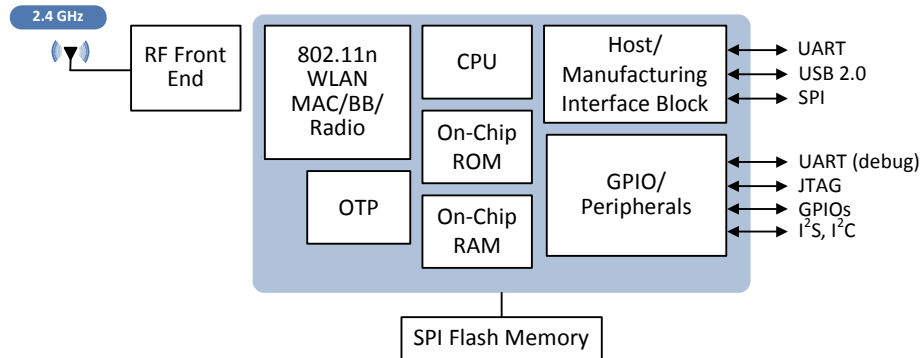 2.4 GHz
RF Front
End
802.11n
WLAN
MAC/BB/
Radio
OTP
CPU
On-Chip
ROM
On-Chip
RAM
Host/
Manufacturing
Interface Block
GPIO/
Peripherals
UART
USB 2.0
SPI
UART (debug)
JTAG
GPIOs
I²S, I²C
SPI Flash Memory